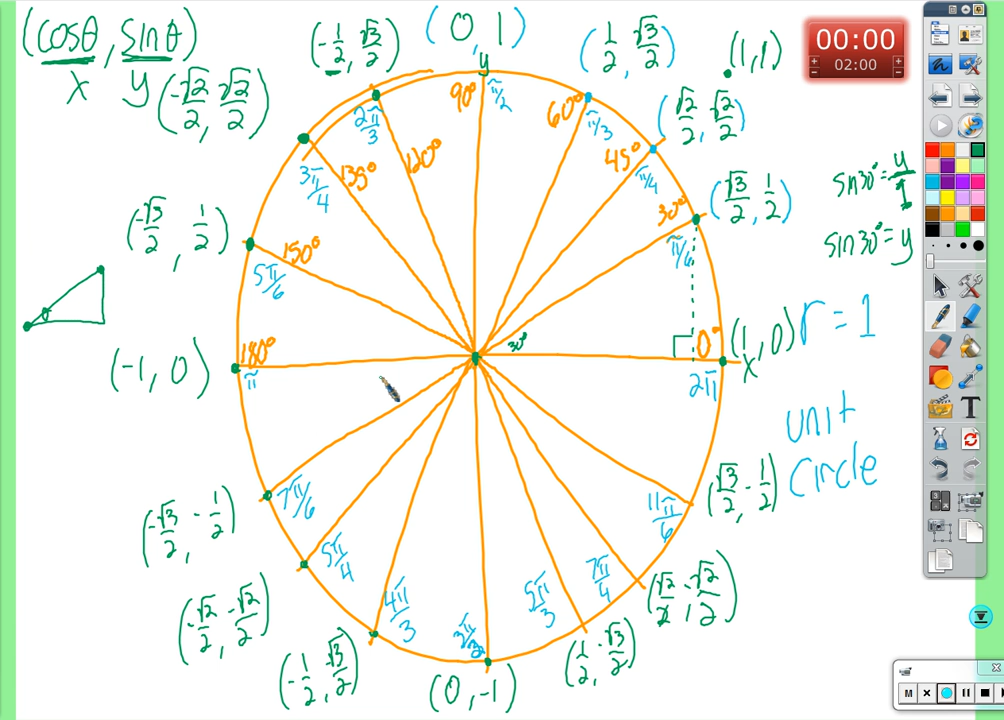 (cosθ, sinθ)
x y
(-1/2, √3/2)
(0, 1)
(1/2, √3/2)
(1, 1)
00:00
02:00
(-√2/2, √2/2)
y
90°
π/2
60°
π/3
(√2/2, √2/2)
2π/3
120°
45°
π/4
sin30° = y/1
3π/4
135°
30°
π/6
(√3/2, 1/2)
sin30° = y
(-√3/2, 1/2)
150°
5π/6
θ
r = 1
(-1, 0)
180°
π
30°
0°
(1, 0)
x
2π
unit
circle
(-√3/2, -1/2)
7π/6
11π/6
(√3/2, -1/2)
5π/4
7π/4
(-√2/2, -√2/2)
4π/3
3π/2
5π/3
(√2/2, -√2/2)
(-1/2, -√3/2)
(0, -1)
(1/2, -√3/2)
T
M